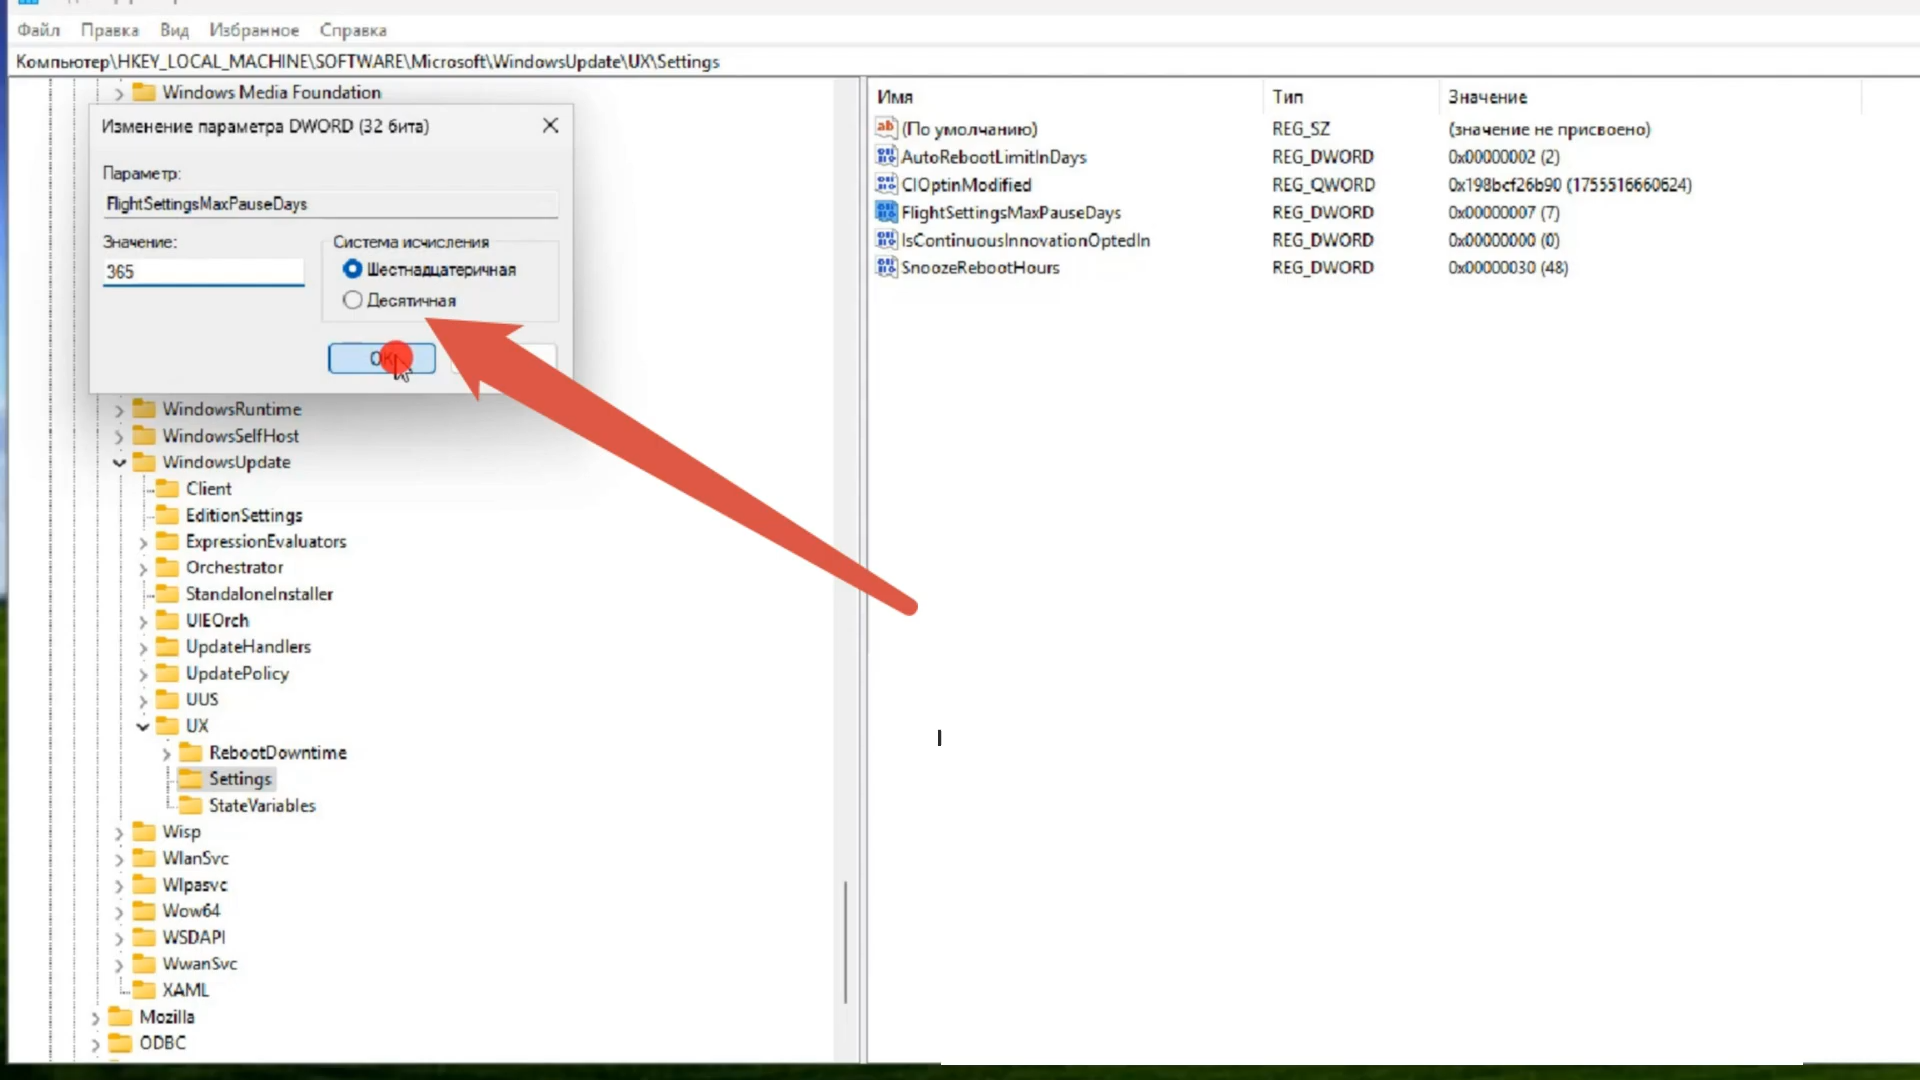 Файл Правка Вид Избранное Справка
Компьютер\HKEY_LOCAL_MACHINE\SOFTWARE\Microsoft\WindowsUpdate\UX\Settings
Windows Media Foundation
Изменение параметра DWORD (32 бита)
Параметр:
FlightSettingsMaxPauseDays
Значение:
365
Система исчисления
Шестнадцатеричная
Десятичная
OK
WindowsRuntime
WindowsSelfHost
WindowsUpdate
Client
EditionSettings
ExpressionEvaluators
Orchestrator
StandaloneInstaller
UIEOrch
UpdateHandlers
UpdatePolicy
UUS
UX
RebootDowntime
Settings
StateVariables
Wisp
WlanSvc
Wlpasvc
Wow64
WSDAPI
WwanSvc
XAML
Mozilla
ODBC
Имя Тип Значение
(По умолчанию) REG_SZ (значение не присвоено)
AutoRebootLimitInDays REG_DWORD 0x00000002 (2)
CIOptinModified REG_QWORD 0x198bcf26b90 (1755516660624)
FlightSettingsMaxPauseDays REG_DWORD 0x00000007 (7)
IsContinuousInnovationOptedIn REG_DWORD 0x00000000 (0)
SnoozeRebootHours REG_DWORD 0x00000030 (48)